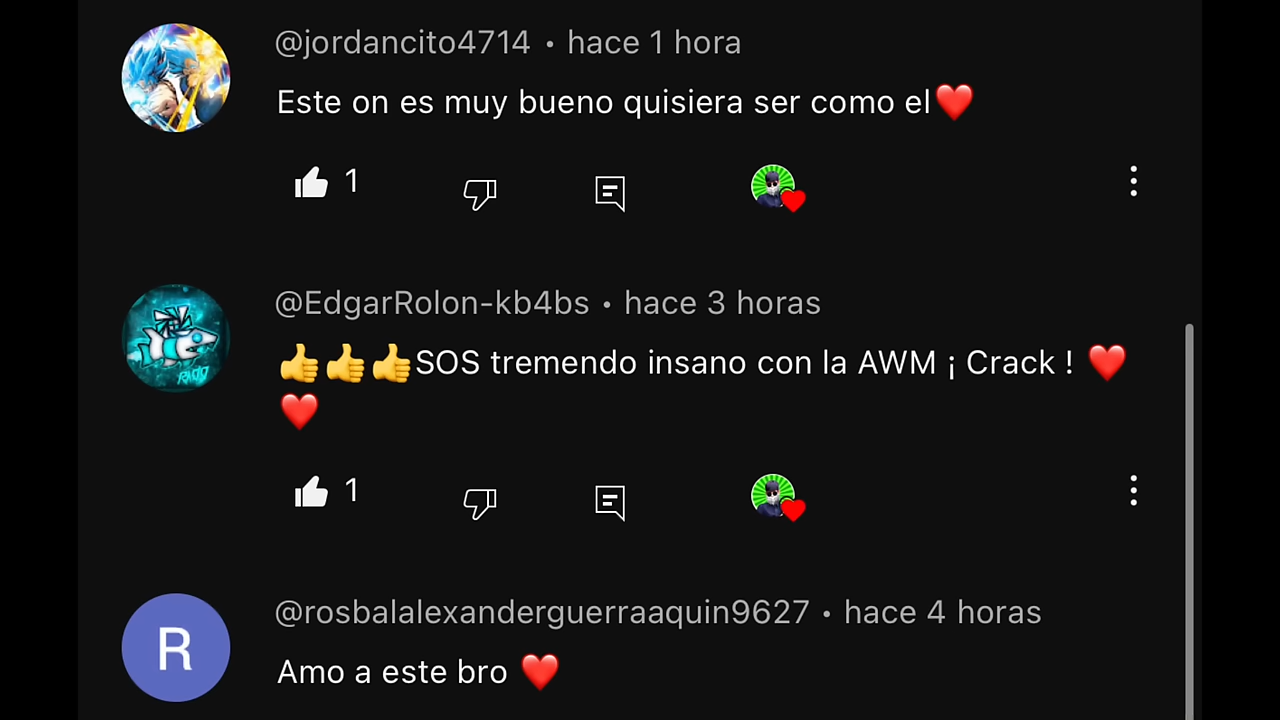 @jordancito4714 • hace 1 hora
Este on es muy bueno quisiera ser como el❤️
1
@EdgarRolon-kb4bs • hace 3 horas
👍👍👍SOS tremendo insano con la AWM ¡ Crack ! ❤️
❤️
1
@rosbalalexanderguerraaquin9627 • hace 4 horas
R
Amo a este bro ❤️